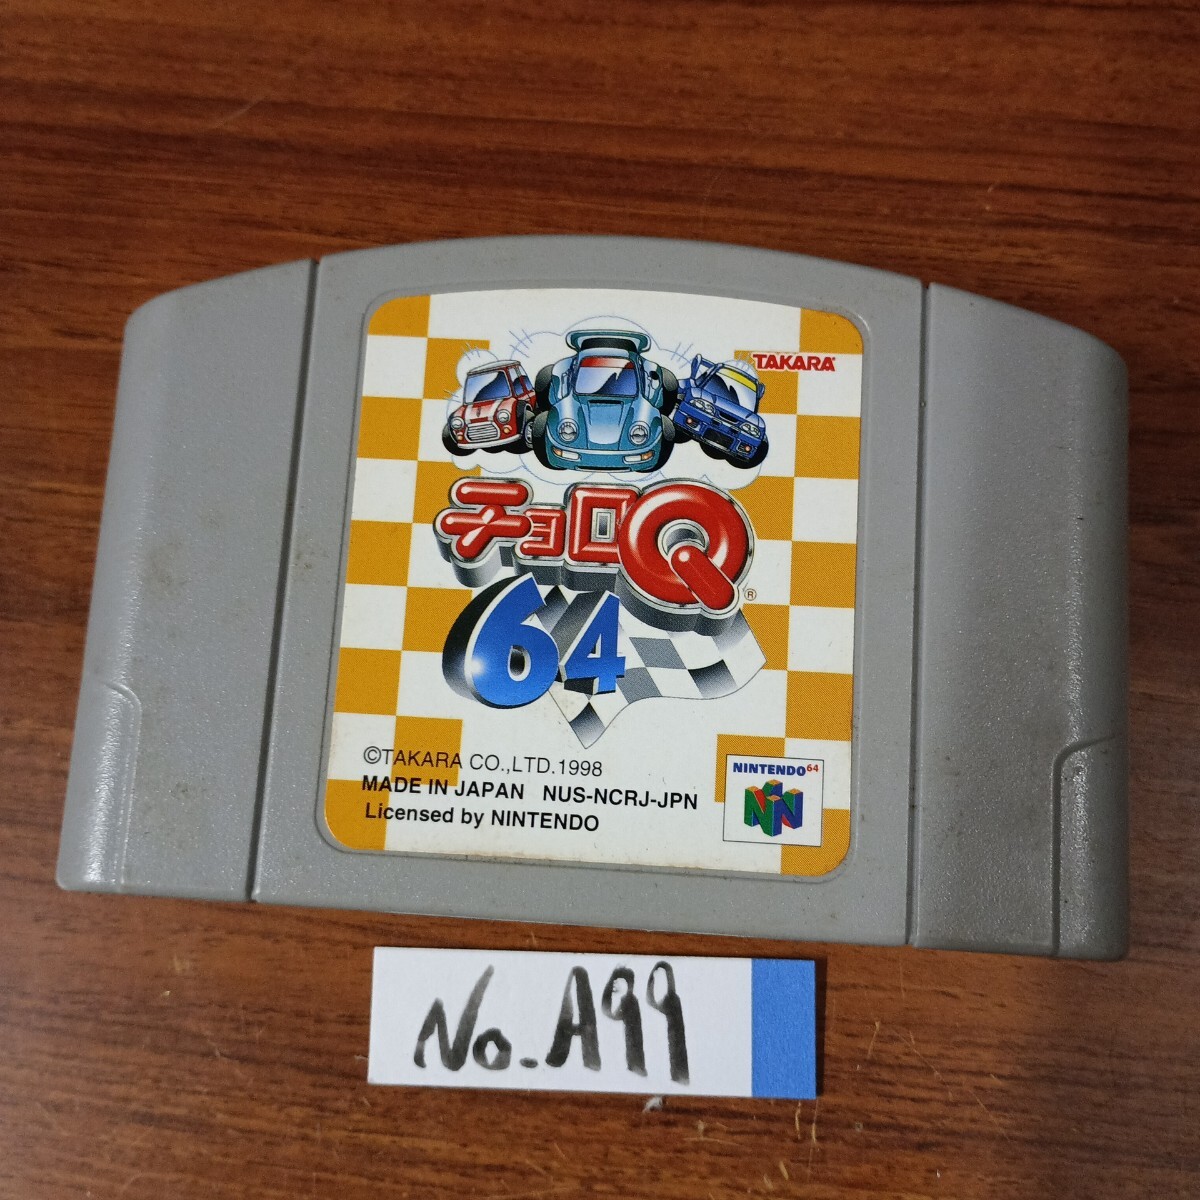 TAKARA
チョロQ
®
64
©TAKARA CO.,LTD.1998
MADE IN JAPAN NUS-NCRJ-JPN
Licensed by NINTENDO
NINTENDO64
No.A99